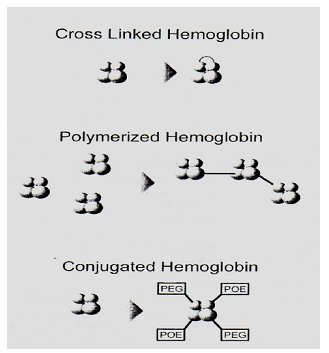 Cross Linked Hemoglobin
Polymerized Hemoglobin
Conjugated Hemoglobin
PEG POE
POE PEG